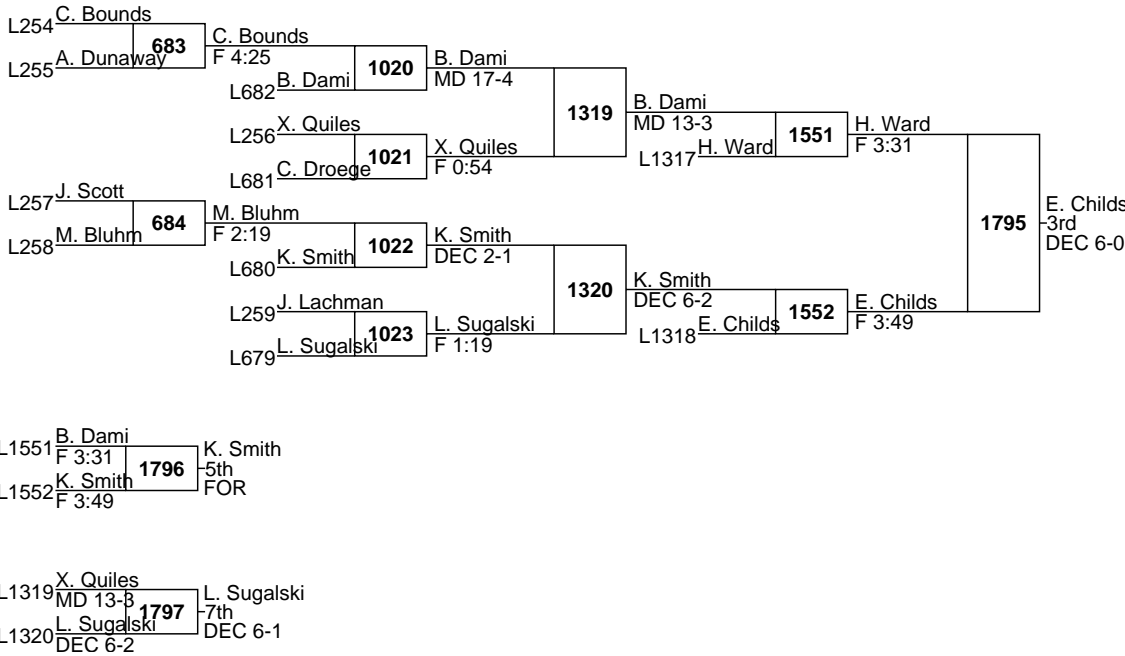 L254 C. Bounds
683
L255 A. Dunaway
C. Bounds
F 4:25
1020
L682 B. Dami
B. Dami
MD 17-4
L256 X. Quiles
1021
L681 C. Droege
X. Quiles
F 0:54
1319
B. Dami
MD 13-3
L1317 H. Ward
1551
H. Ward
F 3:31
L257 J. Scott
684
L258 M. Bluhm
M. Bluhm
F 2:19
1022
L680 K. Smith
K. Smith
DEC 2-1
L259 J. Lachman
1023
L679 L. Sugalski
L. Sugalski
F 1:19
1320
K. Smith
DEC 6-2
L1318 E. Childs
1552
E. Childs
F 3:49
1795
E. Childs
3rd
DEC 6-0
L1551 B. Dami
F 3:31
1796
L1552 K. Smith
F 3:49
K. Smith
5th
FOR
L1319 X. Quiles
MD 13-3
1797
L1320 L. Sugalski
DEC 6-2
L. Sugalski
7th
DEC 6-1